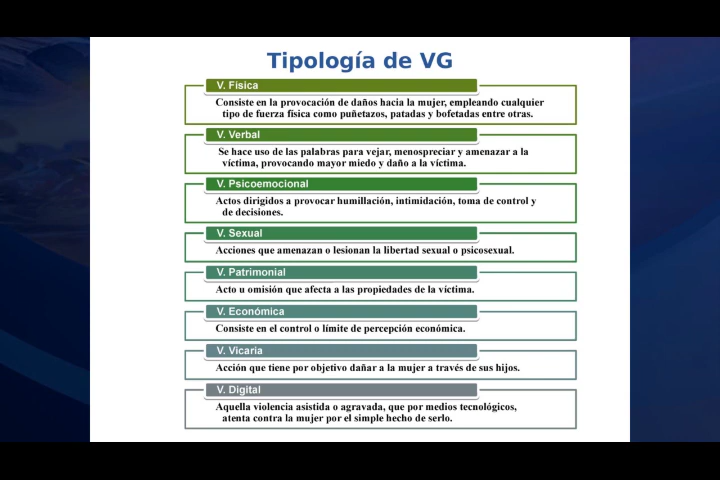 Tipología de VG
V. Física
Consiste en la provocación de daños hacia la mujer, empleando cualquier
tipo de fuerza física como puñetazos, patadas y bofetadas entre otras.
V. Verbal
Se hace uso de las palabras para vejar, menospreciar y amenazar a la
víctima, provocando mayor miedo y daño a la víctima.
V. Psicoemocional
Actos dirigidos a provocar humillación, intimidación, toma de control y
de decisiones.
V. Sexual
Acciones que amenazan o lesionan la libertad sexual o psicosexual.
V. Patrimonial
Acto u omisión que afecta a las propiedades de la víctima.
V. Económica
Consiste en el control o límite de percepción económica.
V. Vicaria
Acción que tiene por objetivo dañar a la mujer a través de sus hijos.
V. Digital
Aquella violencia asistida o agravada, que por medios tecnológicos,
atenta contra la mujer por el simple hecho de serlo.